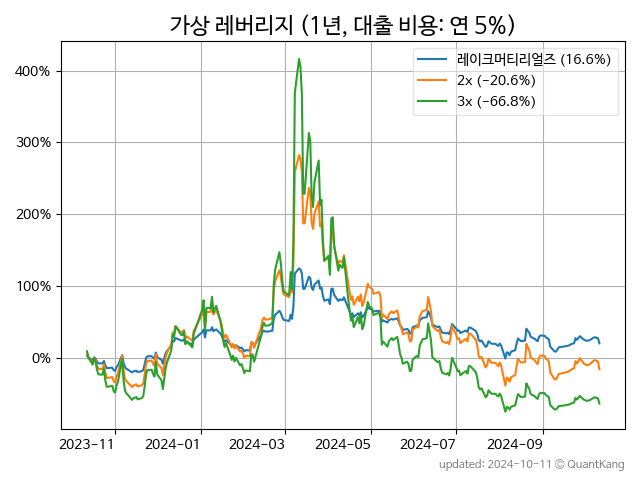 가상 레버리지 (1년, 대출 비용: 연 5%)
레이크머티리얼즈 (16.6%)
2x (-20.6%)
3x (-66.8%)
400%
300%
200%
100%
0%
2023-11 2024-01 2024-03 2024-05 2024-07 2024-09
updated: 2024-10-11 © QuantKang